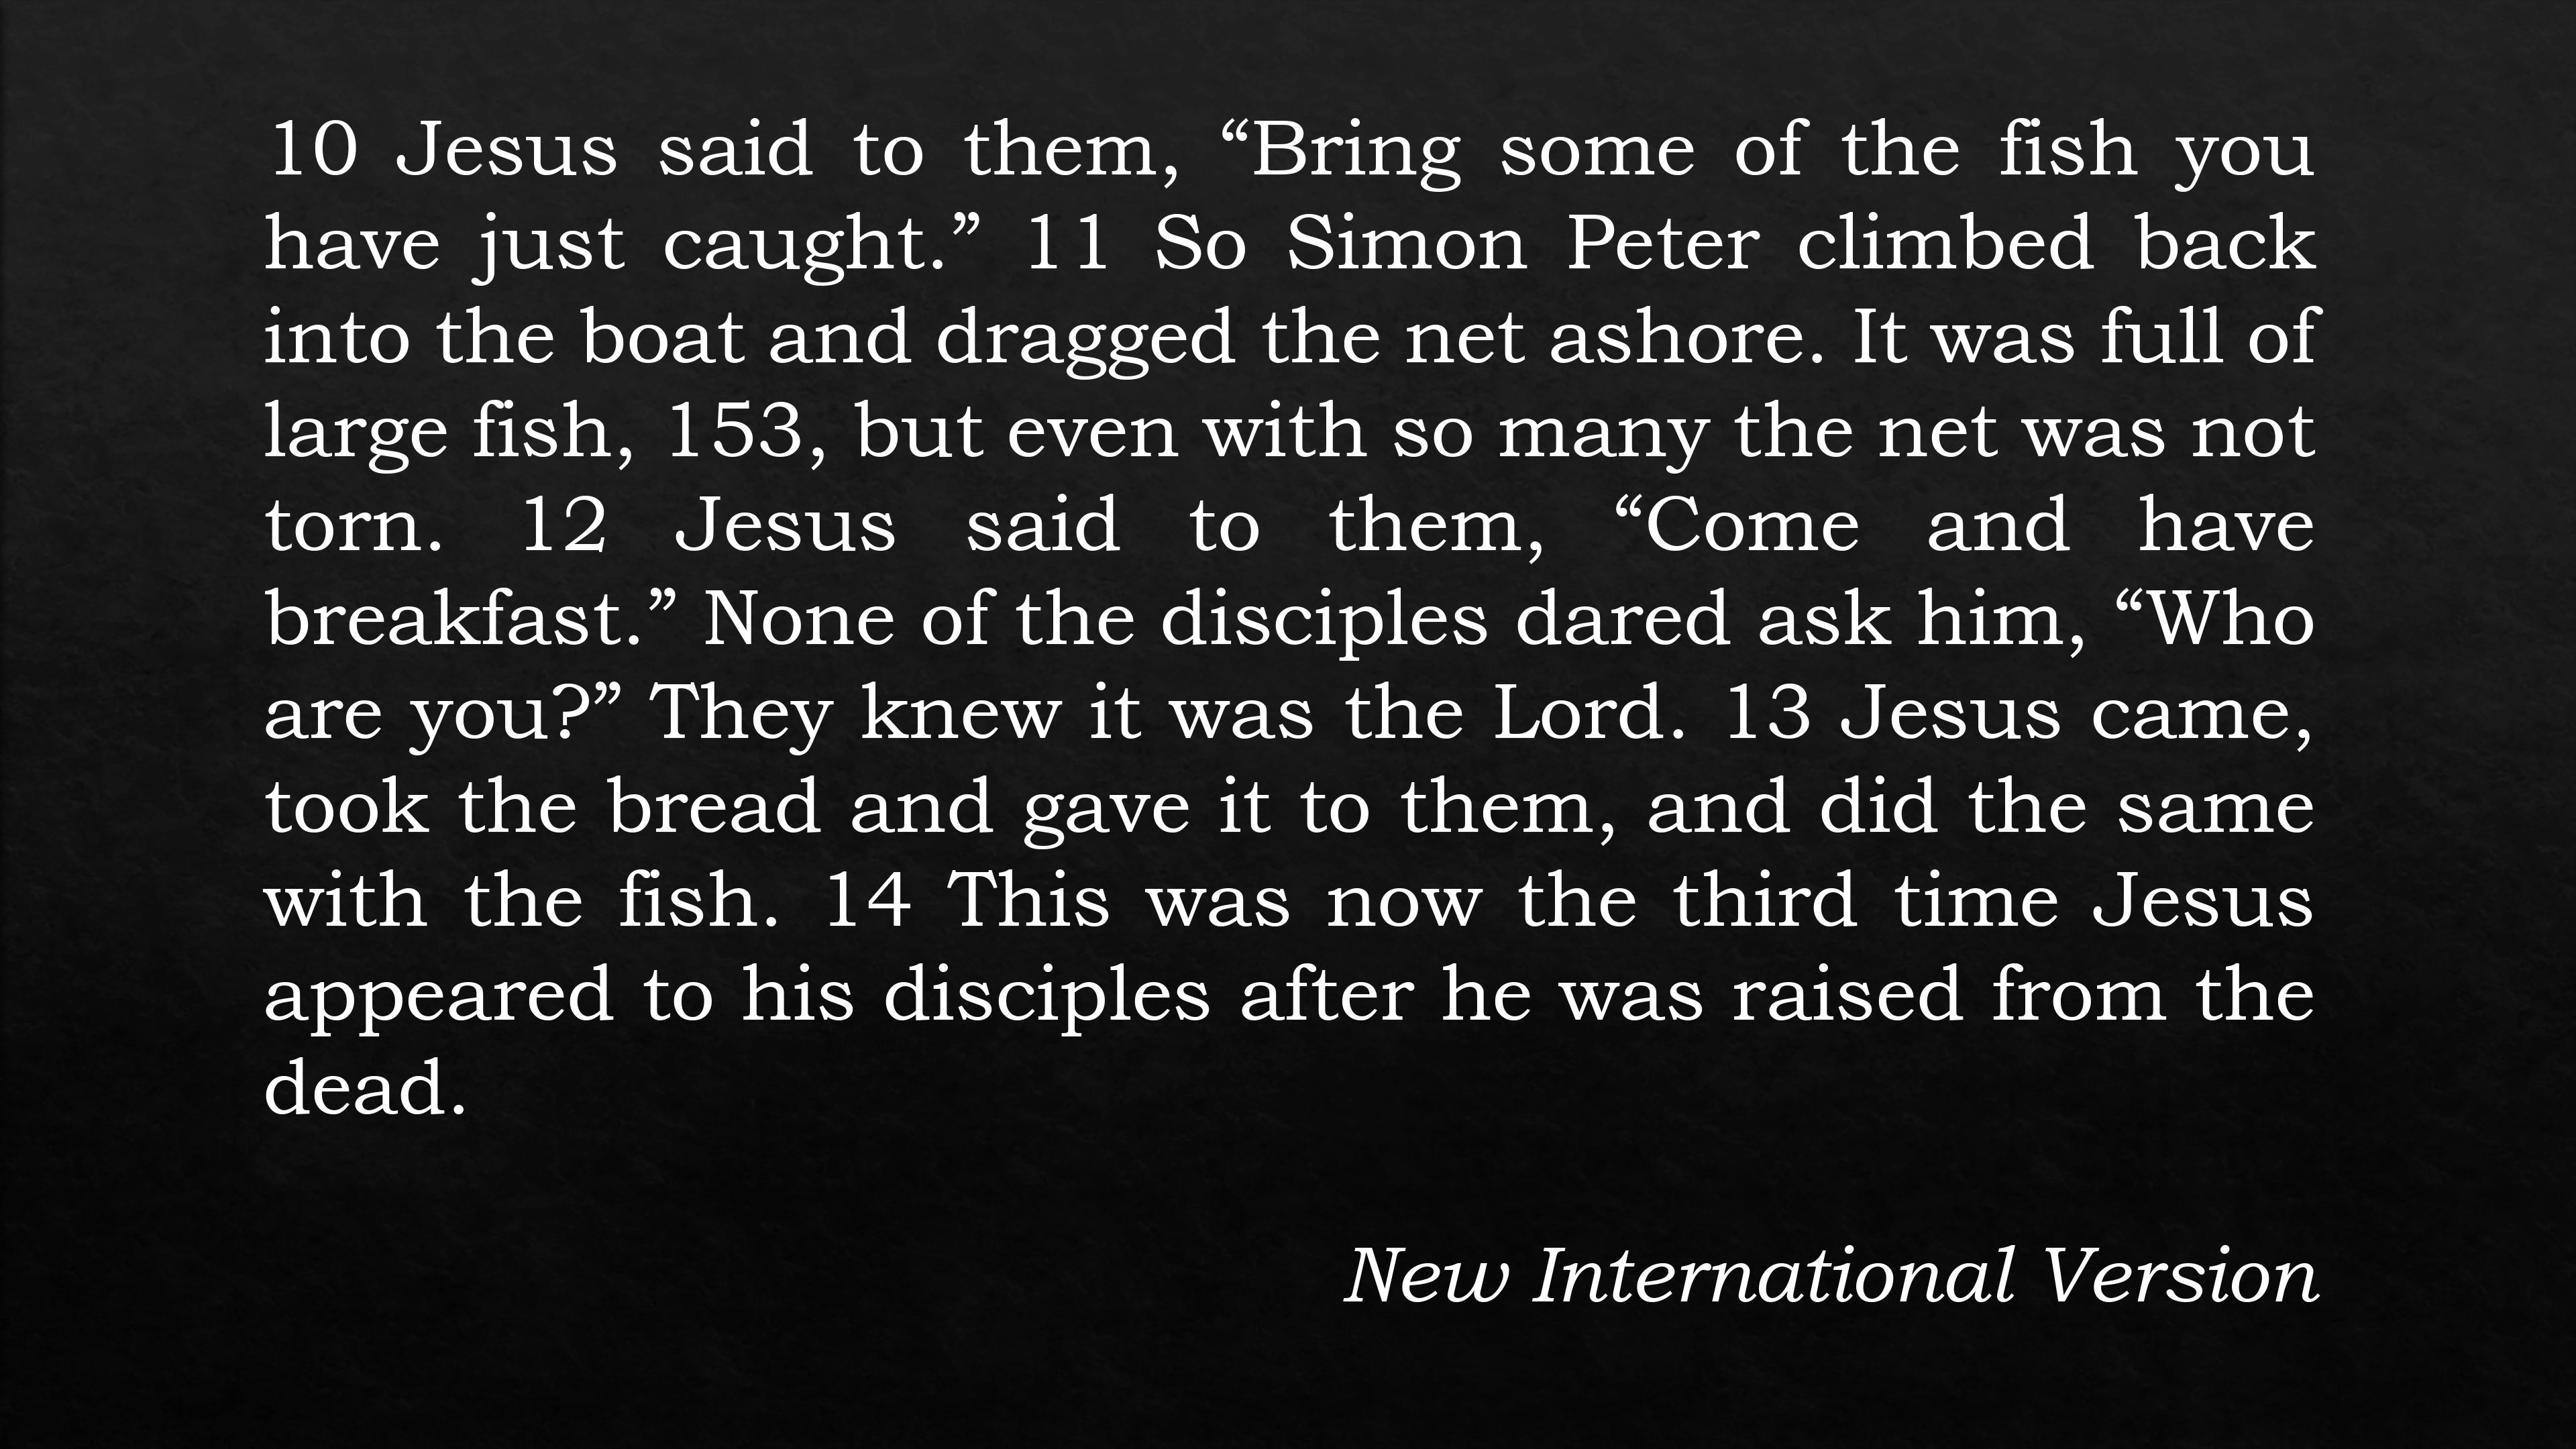 10 Jesus said to them, “Bring some of the fish you
have just caught.” 11 So Simon Peter climbed back
into the boat and dragged the net ashore. It was full of
large fish, 153, but even with so many the net was not
torn. 12 Jesus said to them, “Come and have
breakfast.” None of the disciples dared ask him, “Who
are you?” They knew it was the Lord. 13 Jesus came,
took the bread and gave it to them, and did the same
with the fish. 14 This was now the third time Jesus
appeared to his disciples after he was raised from the
dead.
New International Version